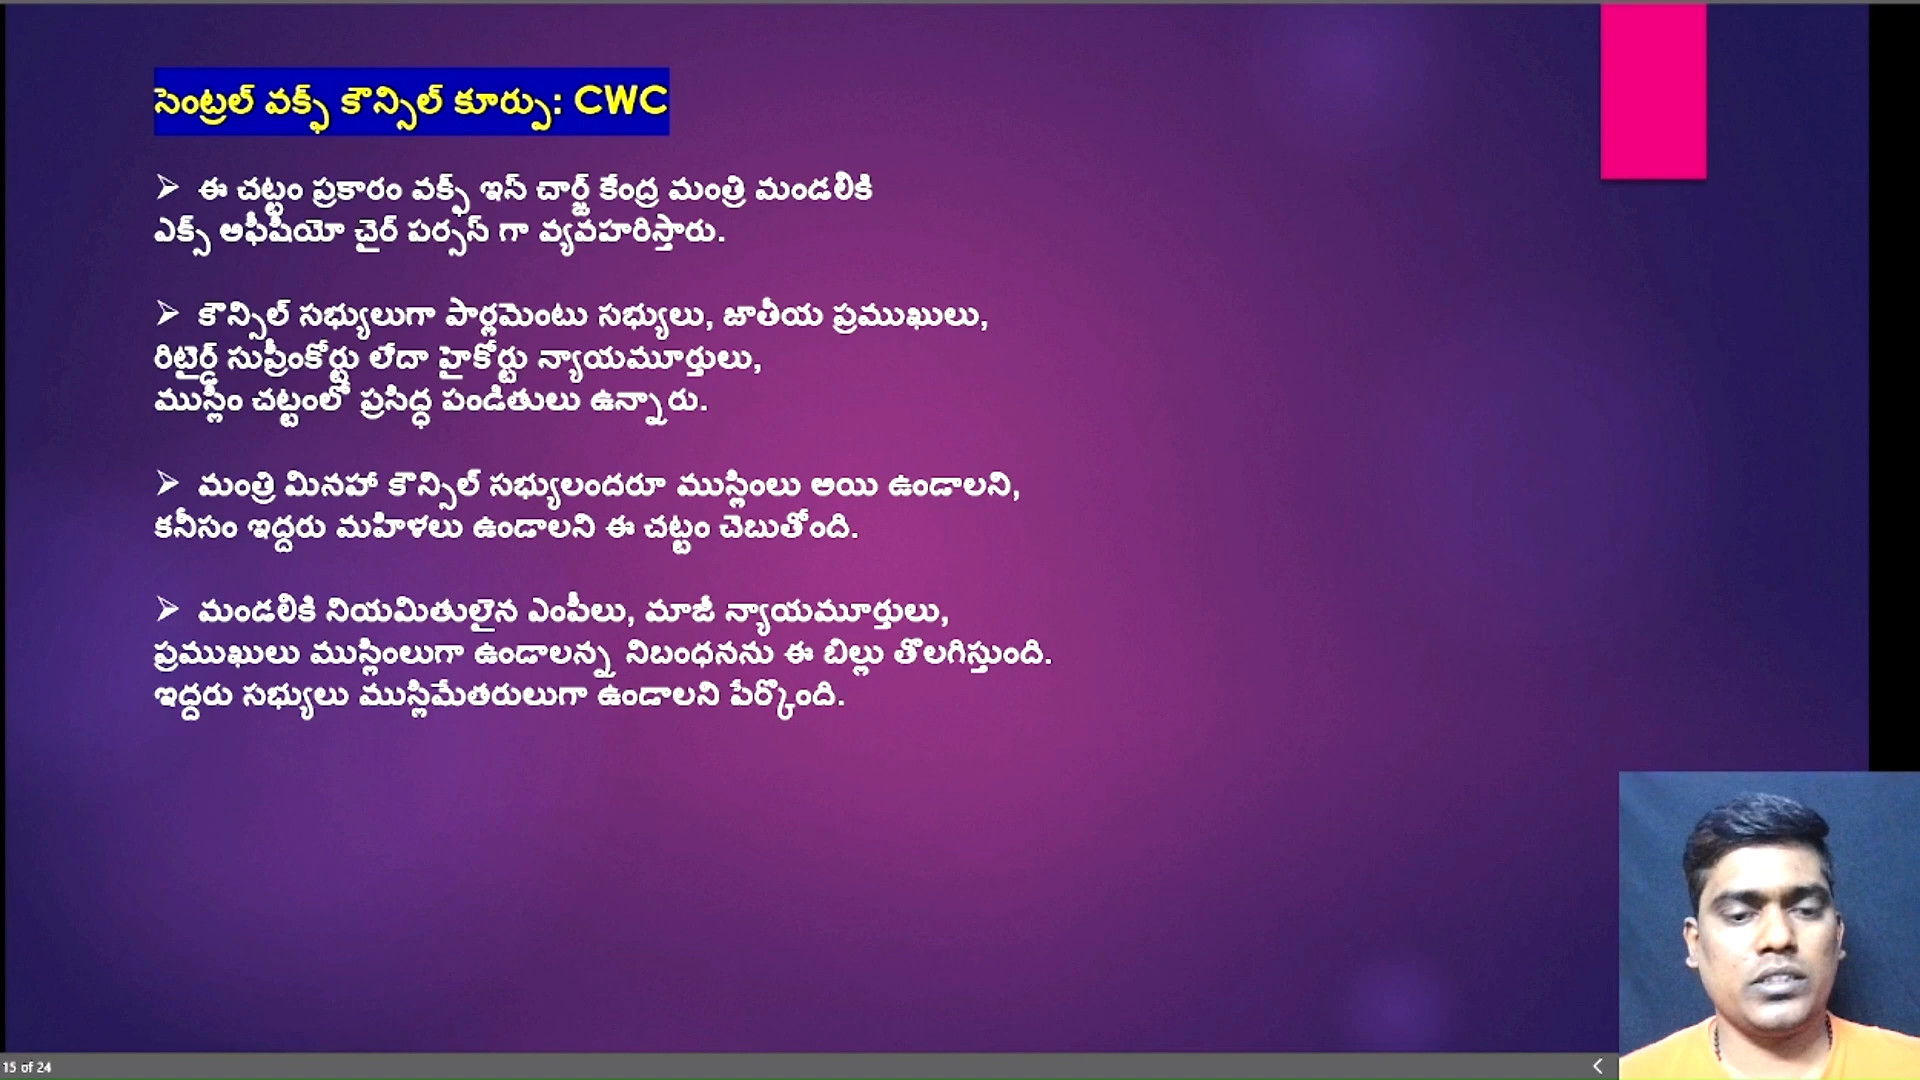 సెంట్రల్ వక్ఫ్ కౌన్సిల్ కూర్పు: CWC
➢ ఈ చట్టం ప్రకారం వక్ఫ్ ఇన్ చార్జ్ కేంద్ర మంత్రి మండలికి
ఎక్స్ అఫీషియో చైర్ పర్సన్ గా వ్యవహరిస్తారు.
➢ కౌన్సిల్ సభ్యులుగా పార్లమెంటు సభ్యులు, జాతీయ ప్రముఖులు,
రిటైర్డ్ సుప్రీంకోర్టు లేదా హైకోర్టు న్యాయమూర్తులు,
ముస్లిం చట్టంలో ప్రసిద్ధ పండితులు ఉన్నారు.
➢ మంత్రి మినహా కౌన్సిల్ సభ్యులందరూ ముస్లింలు అయి ఉండాలని,
కనీసం ఇద్దరు మహిళలు ఉండాలని ఈ చట్టం చెబుతోంది.
➢ మండలికి నియమితులైన ఎంపీలు, మాజీ న్యాయమూర్తులు,
ప్రముఖులు ముస్లింలుగా ఉండాలన్న నిబంధనను ఈ బిల్లు తొలగిస్తుంది.
ఇద్దరు సభ్యులు ముస్లిమేతరులుగా ఉండాలని పేర్కొంది.
15 of 24